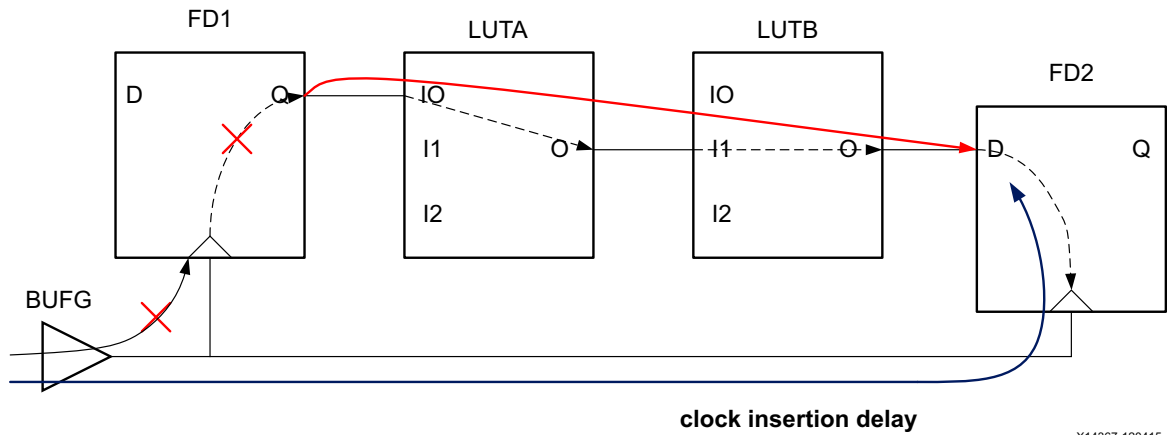 FD1
LUTA
LUTB
FD2
D
Q
IO
IO
I1
O
I1
O
D
Q
I2
I2
BUFG
clock insertion delay